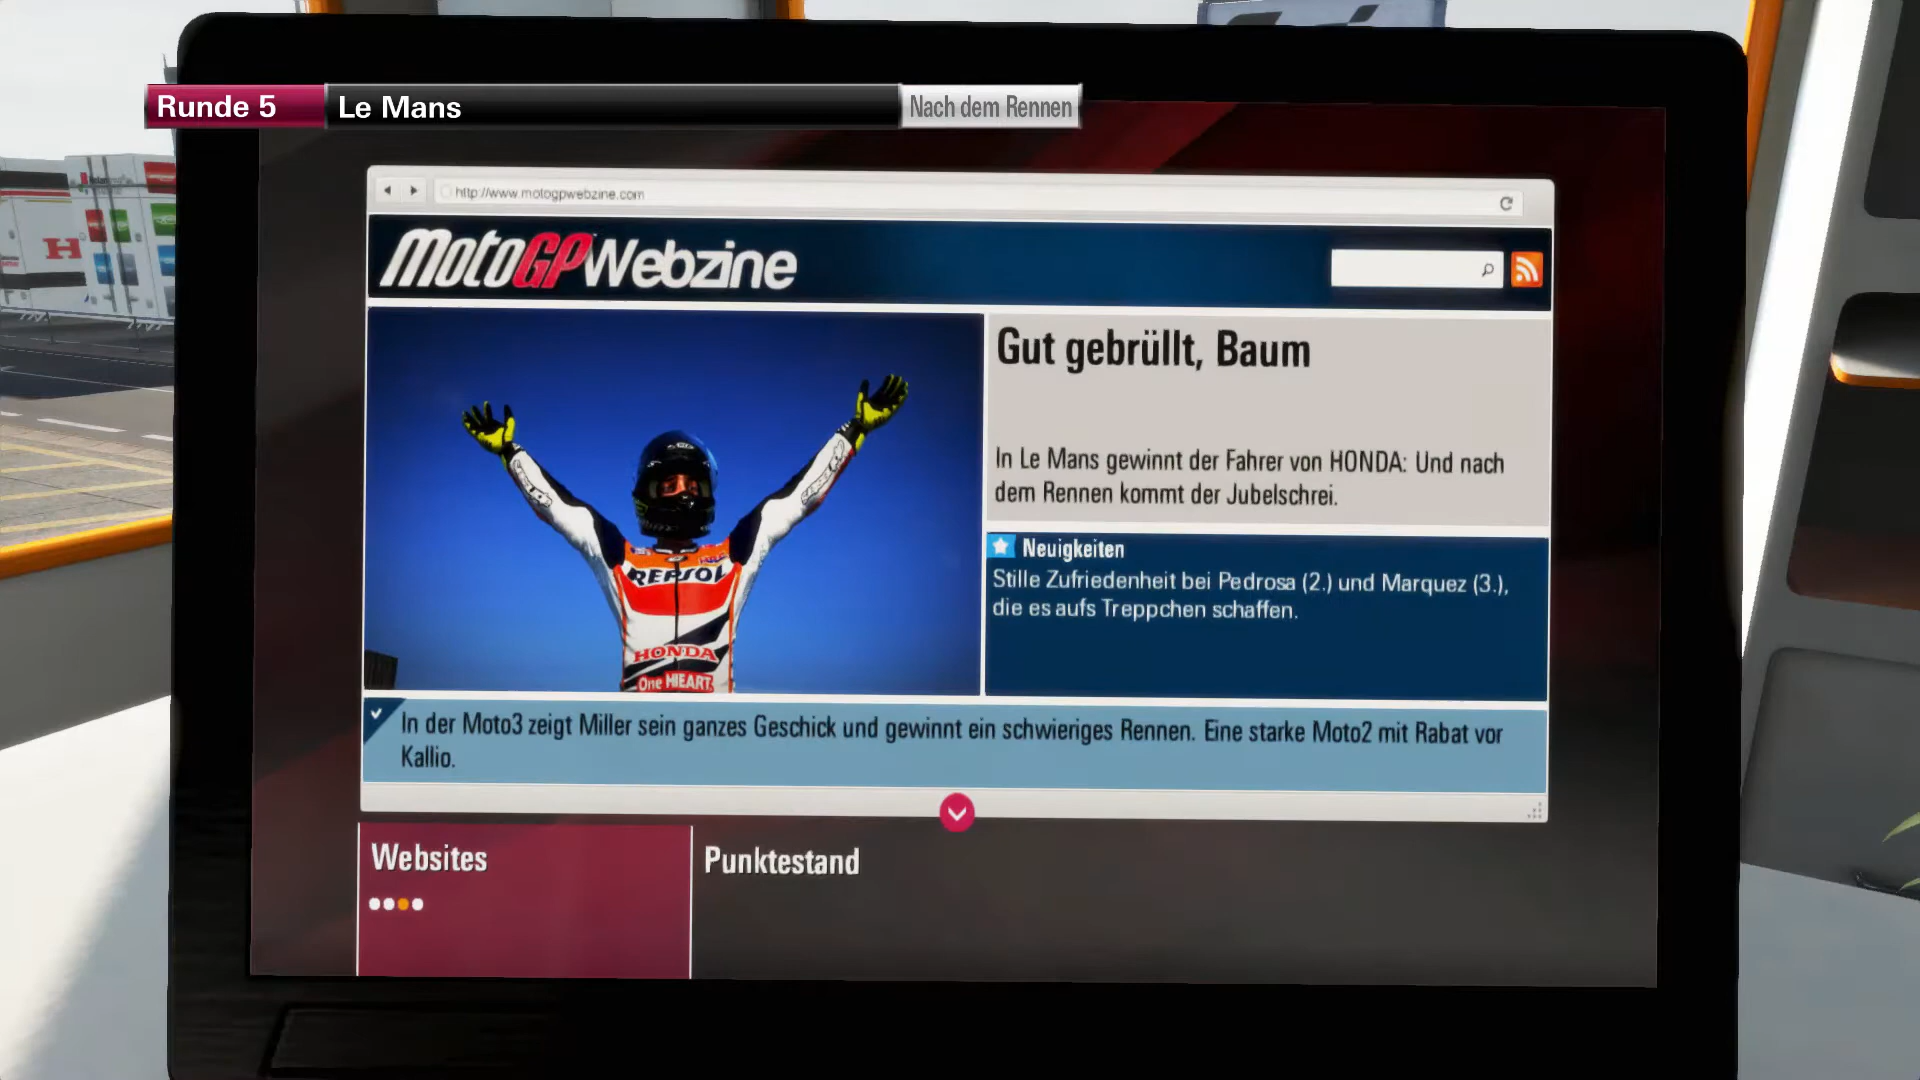 Runde 5
Le Mans
Nach dem Rennen
http://www.motogpwebzine.com
MotoGP Webzine
Gut gebrüllt, Baum
In Le Mans gewinnt der Fahrer von HONDA: Und nach
dem Rennen kommt der Jubelschrei.
Neuigkeiten
Stille Zufriedenheit bei Pedrosa (2.) und Marquez (3.),
die es aufs Treppchen schaffen.
REPSOL
HONDA
One HEART
In der Moto3 zeigt Miller sein ganzes Geschick und gewinnt ein schwieriges Rennen. Eine starke Moto2 mit Rabat vor
Kallio.
Websites
Punktestand